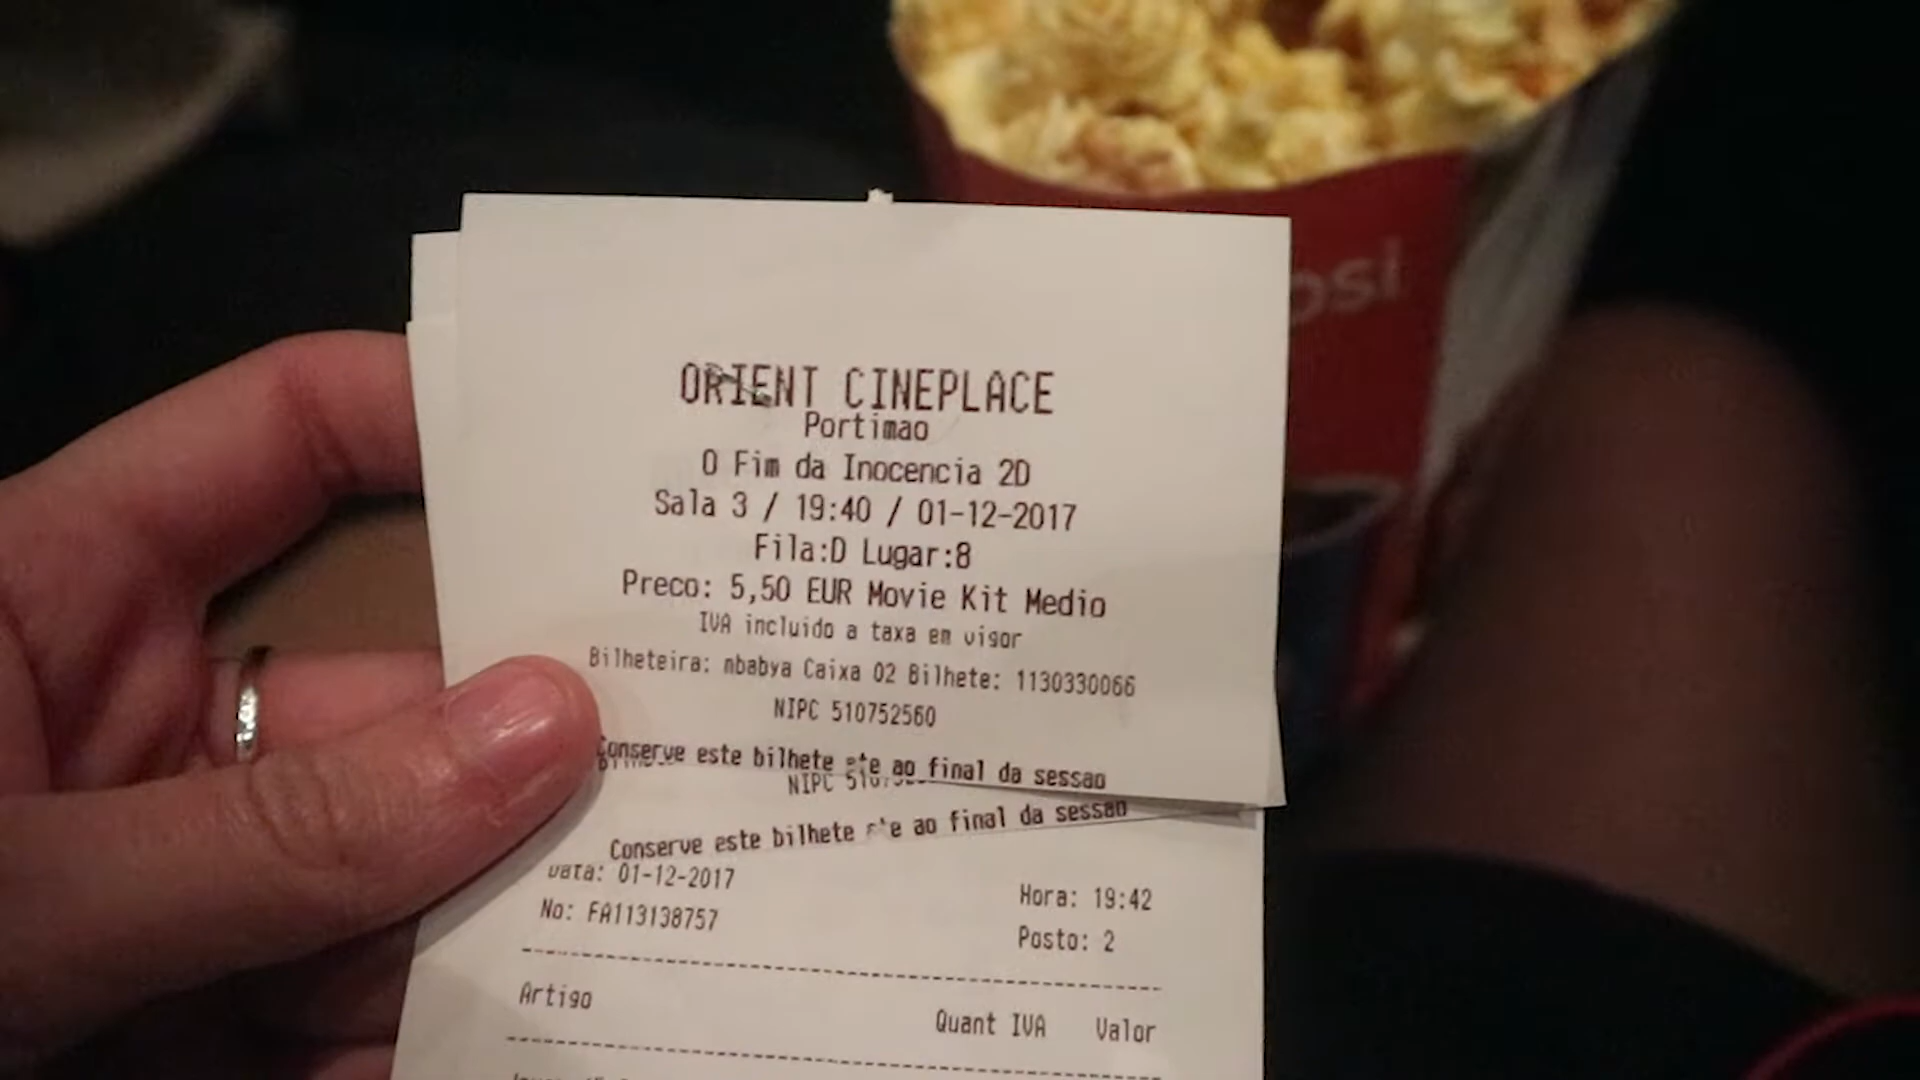 ORIENT CINEPLACE
Portimao
O Fim da Inocencia 2D
Sala 3 / 19:40 / 01-12-2017
Fila:D Lugar:8
Preco: 5,50 EUR Movie Kit Medio
IVA incluido a taxa em vigor
Bilheteira: mbabya Caixa 02 Bilhete: 1130330066
NIPC 510752560
Conserve este bilhete ate ao final da sessao
NIPC
Conserve este bilhete ate ao final da sessao
Data: 01-12-2017 Hora: 19:42
No: FA113138757 Posto: 2
Artigo Quant IVA Valor